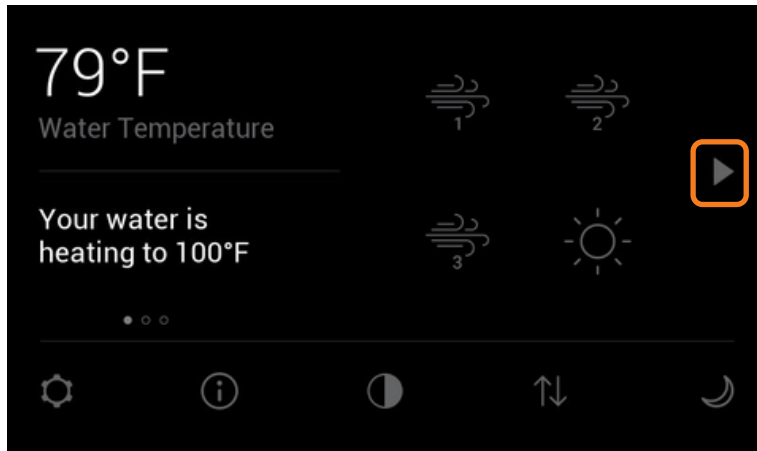 79°F
Water Temperature
1
2
Your water is
heating to 100°F
3